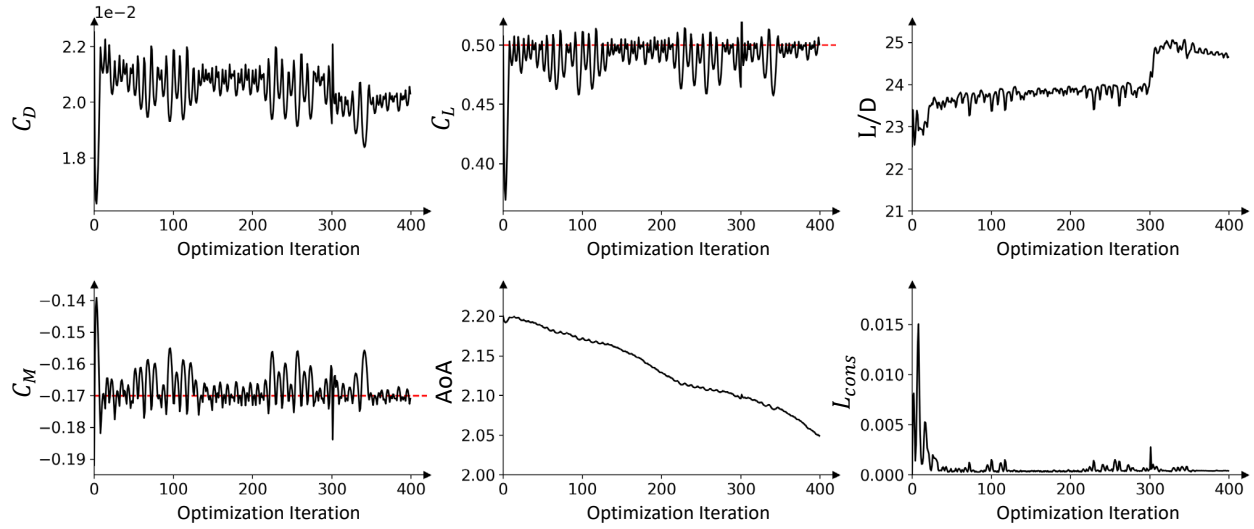 1e−2
2.2
2.0
1.8
C_D
0 100 200 300 400
Optimization Iteration
0.50
0.45
0.40
C_L
0 100 200 300 400
Optimization Iteration
25
24
23
22
21
L/D
0 100 200 300 400
Optimization Iteration
−0.14
−0.15
−0.16
−0.17
−0.18
−0.19
C_M
0 100 200 300 400
Optimization Iteration
2.20
2.15
2.10
2.05
2.00
AoA
0 100 200 300 400
Optimization Iteration
0.015
0.010
0.005
0.000
L_cons
0 100 200 300 400
Optimization Iteration